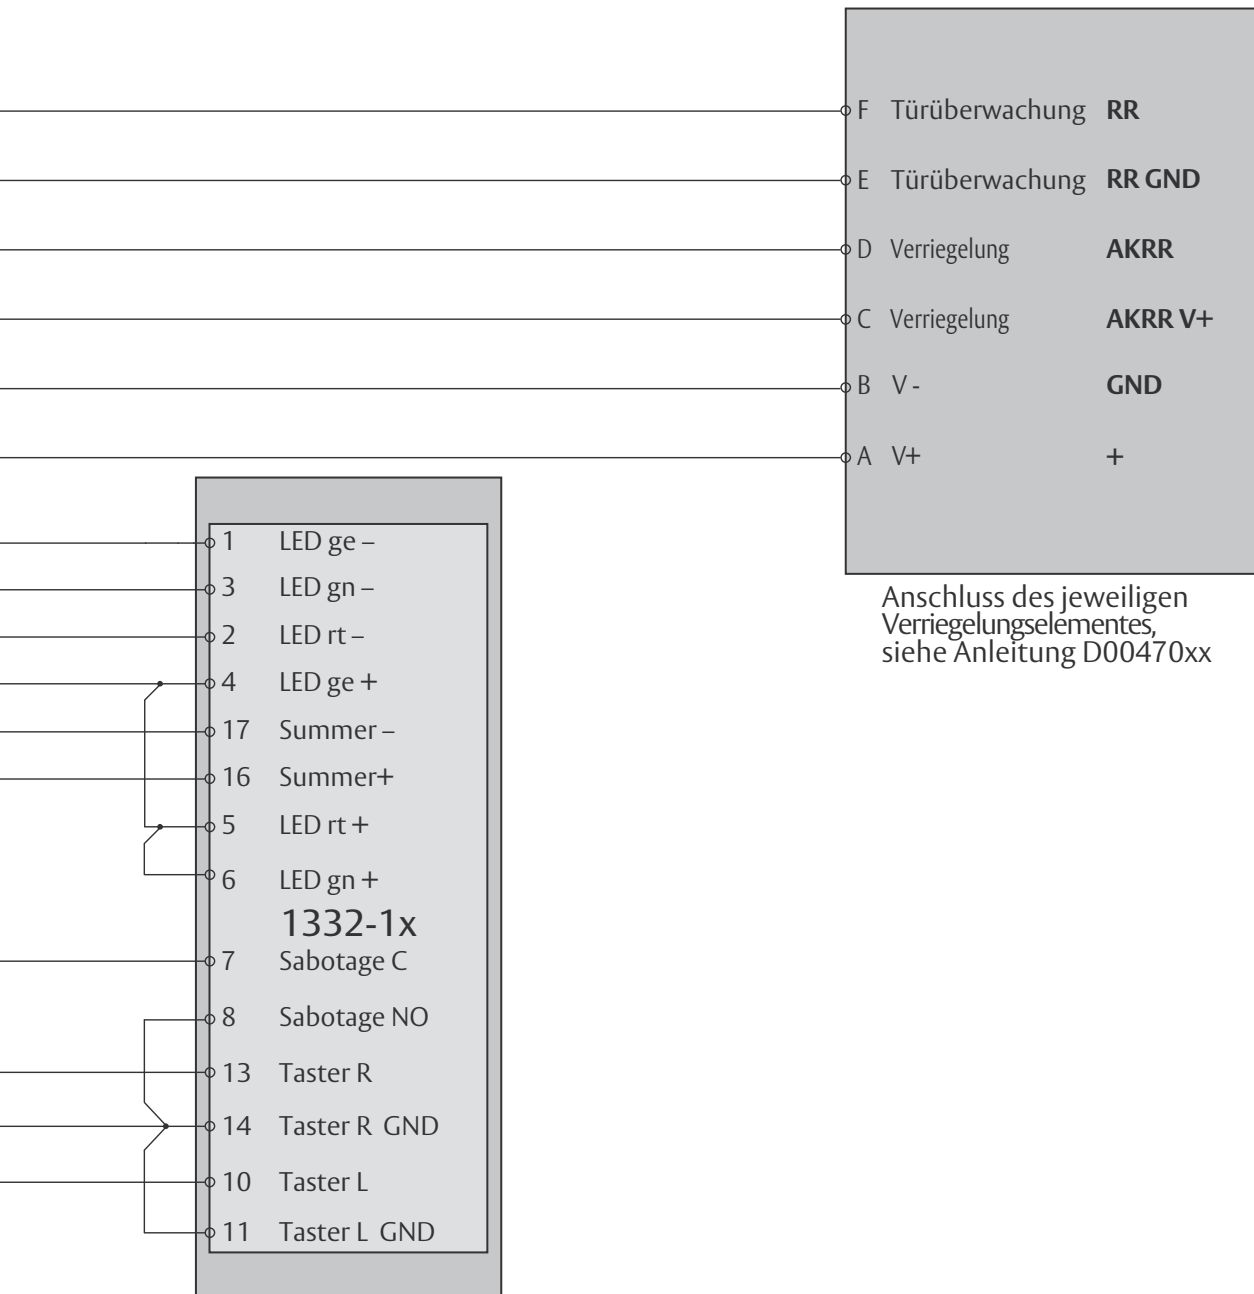 F Türüberwachung RR
E Türüberwachung RR GND
D Verriegelung AKRR
C Verriegelung AKRR V+
B V - GND
A V+ +
Anschluss des jeweiligen
Verriegelungselementes,
siehe Anleitung D00470xx
1 LED ge –
3 LED gn –
2 LED rt –
4 LED ge +
17 Summer –
16 Summer+
5 LED rt +
6 LED gn +
1332-1x
7 Sabotage C
8 Sabotage NO
13 Taster R
14 Taster R GND
10 Taster L
11 Taster L GND